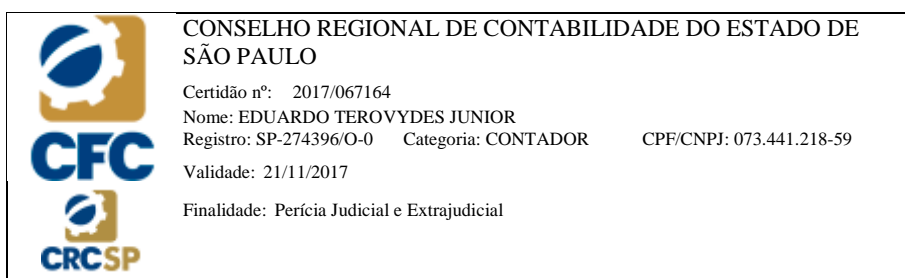 CONSELHO REGIONAL DE CONTABILIDADE DO ESTADO DE
SÃO PAULO
Certidão nº: 2017/067164
Nome: EDUARDO TEROVYDES JUNIOR
Registro: SP-274396/O-0 Categoria: CONTADOR CPF/CNPJ: 073.441.218-59
Validade: 21/11/2017
Finalidade: Perícia Judicial e Extrajudicial
CFC
CRCSP